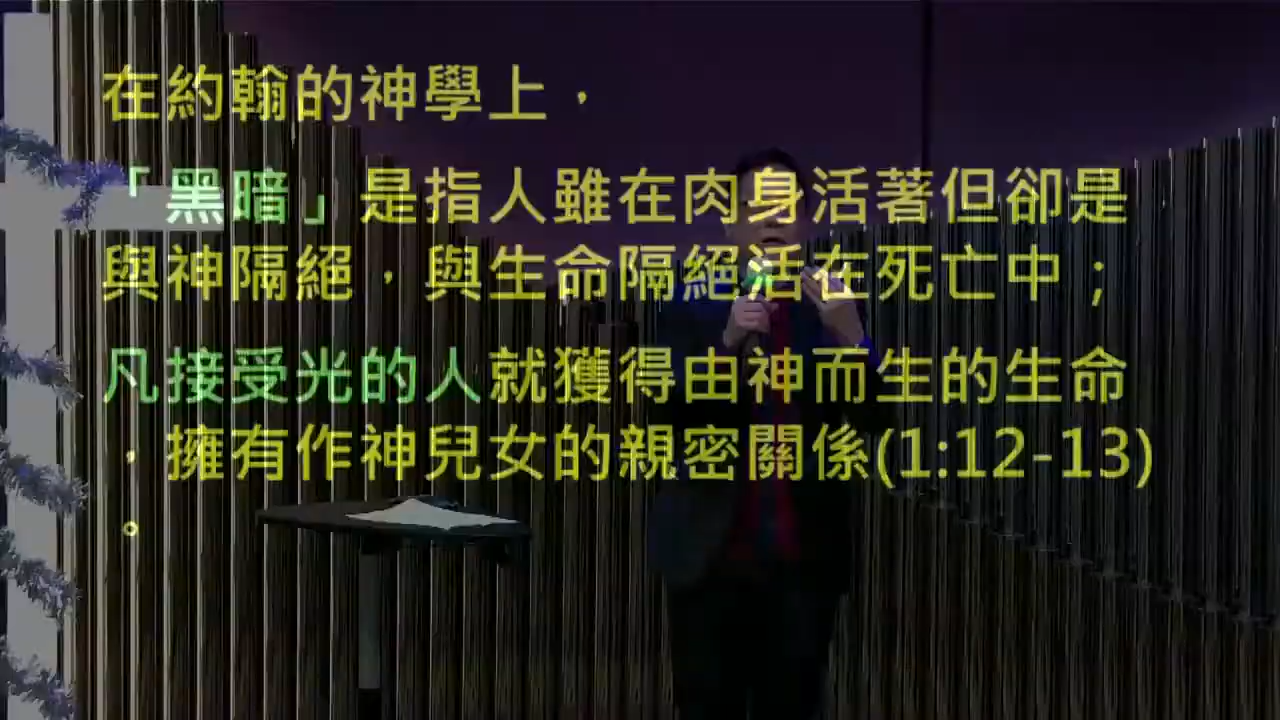 在約翰的神學上，
「黑暗」是指人雖在肉身活著但卻是
與神隔絕，與生命隔絕活在死亡中；
凡接受光的人就獲得由神而生的生命
，擁有作神兒女的親密關係(1:12-13)
。